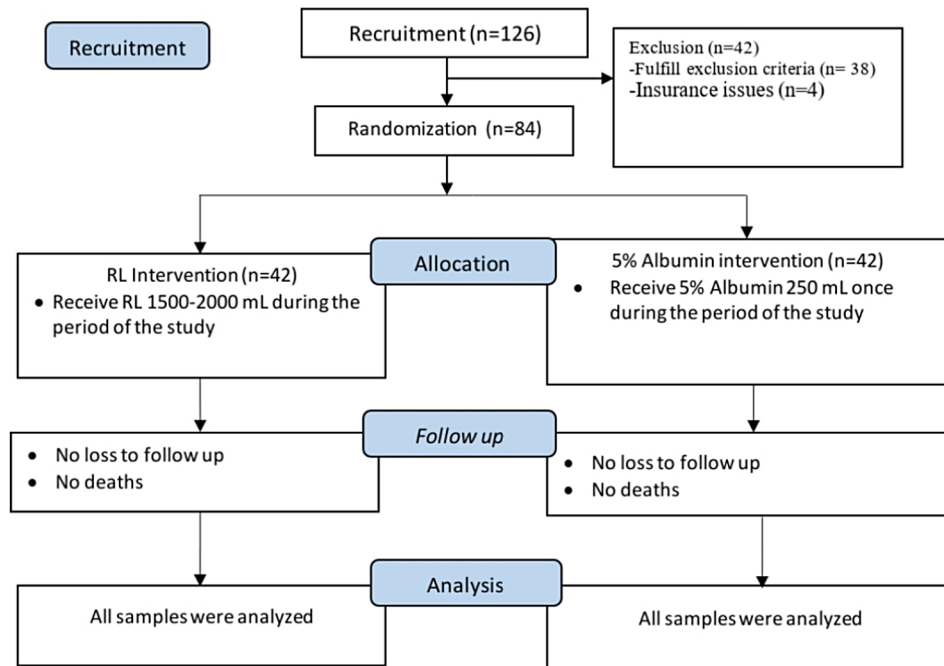 Recruitment
Recruitment (n=126)
Exclusion (n=42)
-Fulfill exclusion criteria (n= 38)
-Insurance issues (n=4)
Randomization (n=84)
Allocation
RL Intervention (n=42)
• Receive RL 1500-2000 mL during the
period of the study
5% Albumin intervention (n=42)
• Receive 5% Albumin 250 mL once
during the period of the study
Follow up
• No loss to follow up
• No deaths
• No loss to follow up
• No deaths
Analysis
All samples were analyzed
All samples were analyzed